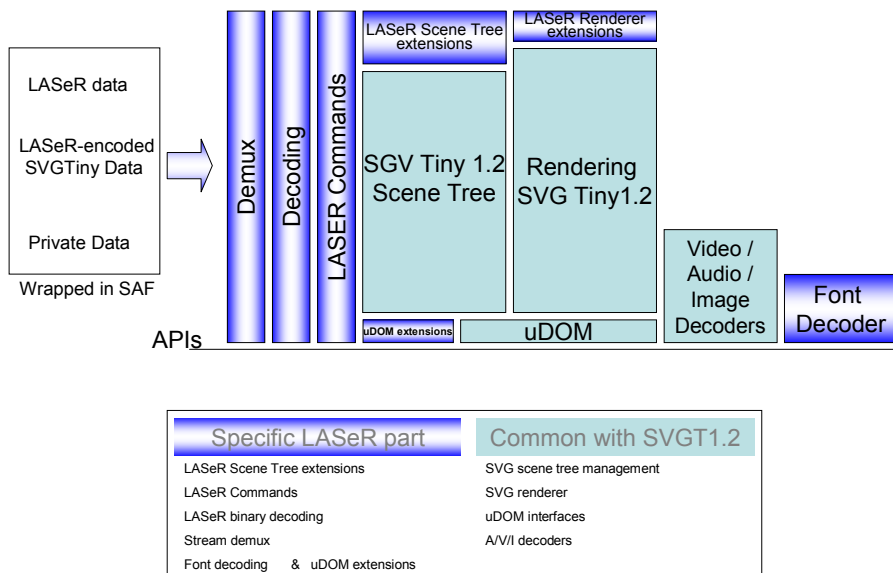 LASeR data
LASeR-encoded
SVGTiny Data
Private Data
Wrapped in SAF
APIs
Demux
Decoding
LASER Commands
LASeR Scene Tree
extensions
SGV Tiny 1.2
Scene Tree
uDOM extensions
LASeR Renderer
extensions
Rendering
SVG Tiny1.2
uDOM
Video /
Audio /
Image
Decoders
Font
Decoder
Specific LASeR part
LASeR Scene Tree extensions
LASeR Commands
LASeR binary decoding
Stream demux
Font decoding & uDOM extensions
Common with SVGT1.2
SVG scene tree management
SVG renderer
uDOM interfaces
A/V/I decoders